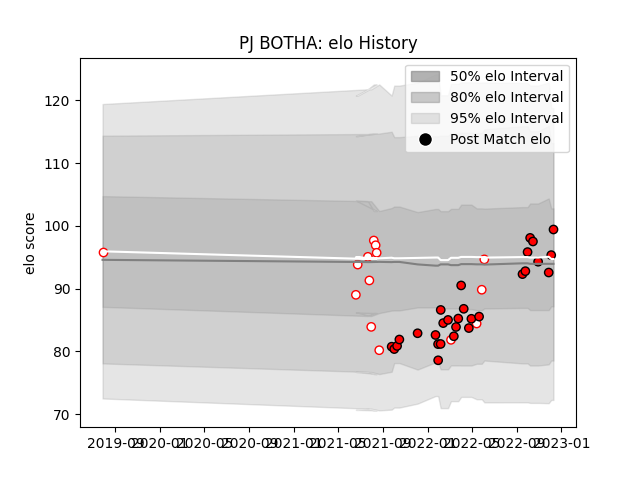 PJ BOTHA: elo History
50% elo Interval
80% elo Interval
95% elo Interval
Post Match elo
elo score
120
110
100
90
80
70
2019-09 2020-01 2020-05 2020-09 2021-01 2021-05 2021-09 2022-01 2022-05 2022-09 2023-01